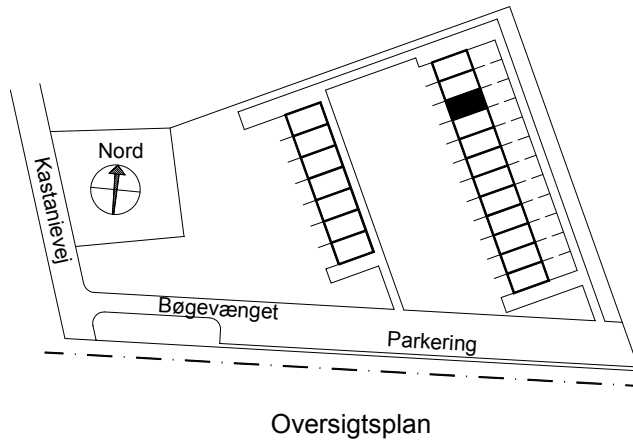 Nord
Kastanievej
Bøgevænget
Parkering
Oversigtsplan